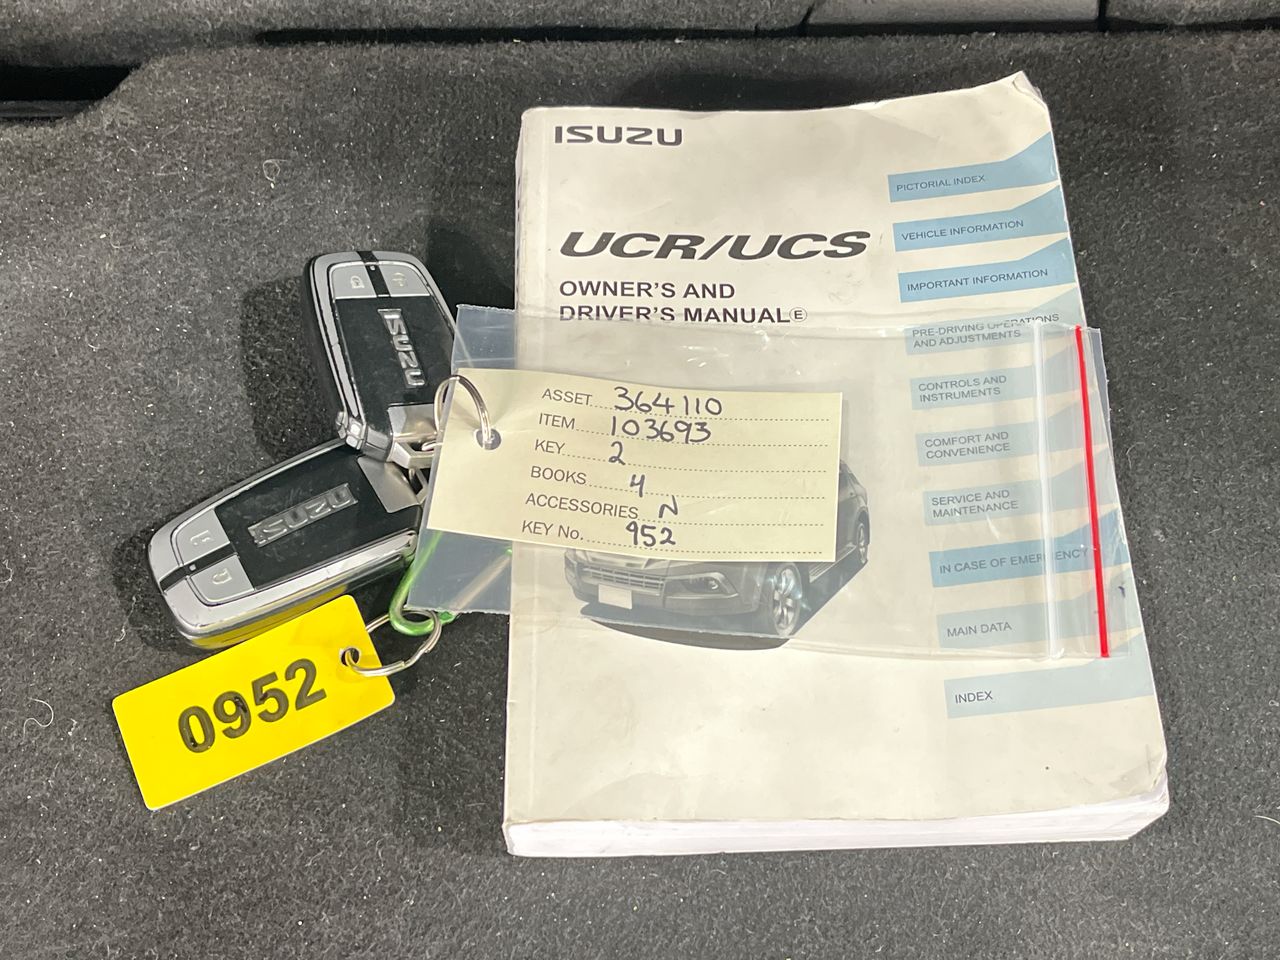 ISUZU
UCR/UCS
OWNER'S AND
DRIVER'S MANUAL Ⓔ
PICTORIAL INDEX
VEHICLE INFORMATION
IMPORTANT INFORMATION
PRE-DRIVING OPERATIONS
AND ADJUSTMENTS
CONTROLS AND
INSTRUMENTS
COMFORT AND
CONVENIENCE
SERVICE AND
MAINTENANCE
IN CASE OF EMERGENCY
MAIN DATA
INDEX
ISUZU
ISUZU
ASSET 364110
ITEM 103693
KEY 2
BOOKS 4
ACCESSORIES N
KEY No. 952
0952